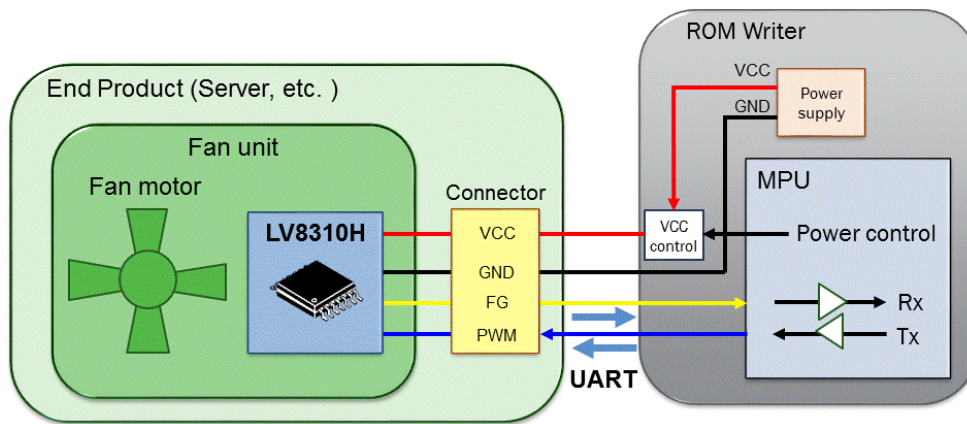 ROM Writer
End Product (Server, etc. )
VCC
GND
Power
supply
Fan unit
Fan motor
Connector
MPU
LV8310H
VCC
VCC
control
Power control
GND
FG
Rx
PWM
Tx
UART